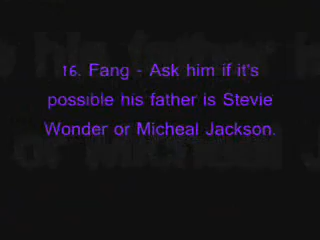 16. Fang - Ask him if it's
possible his father is Stevie
Wonder or Micheal Jackson.